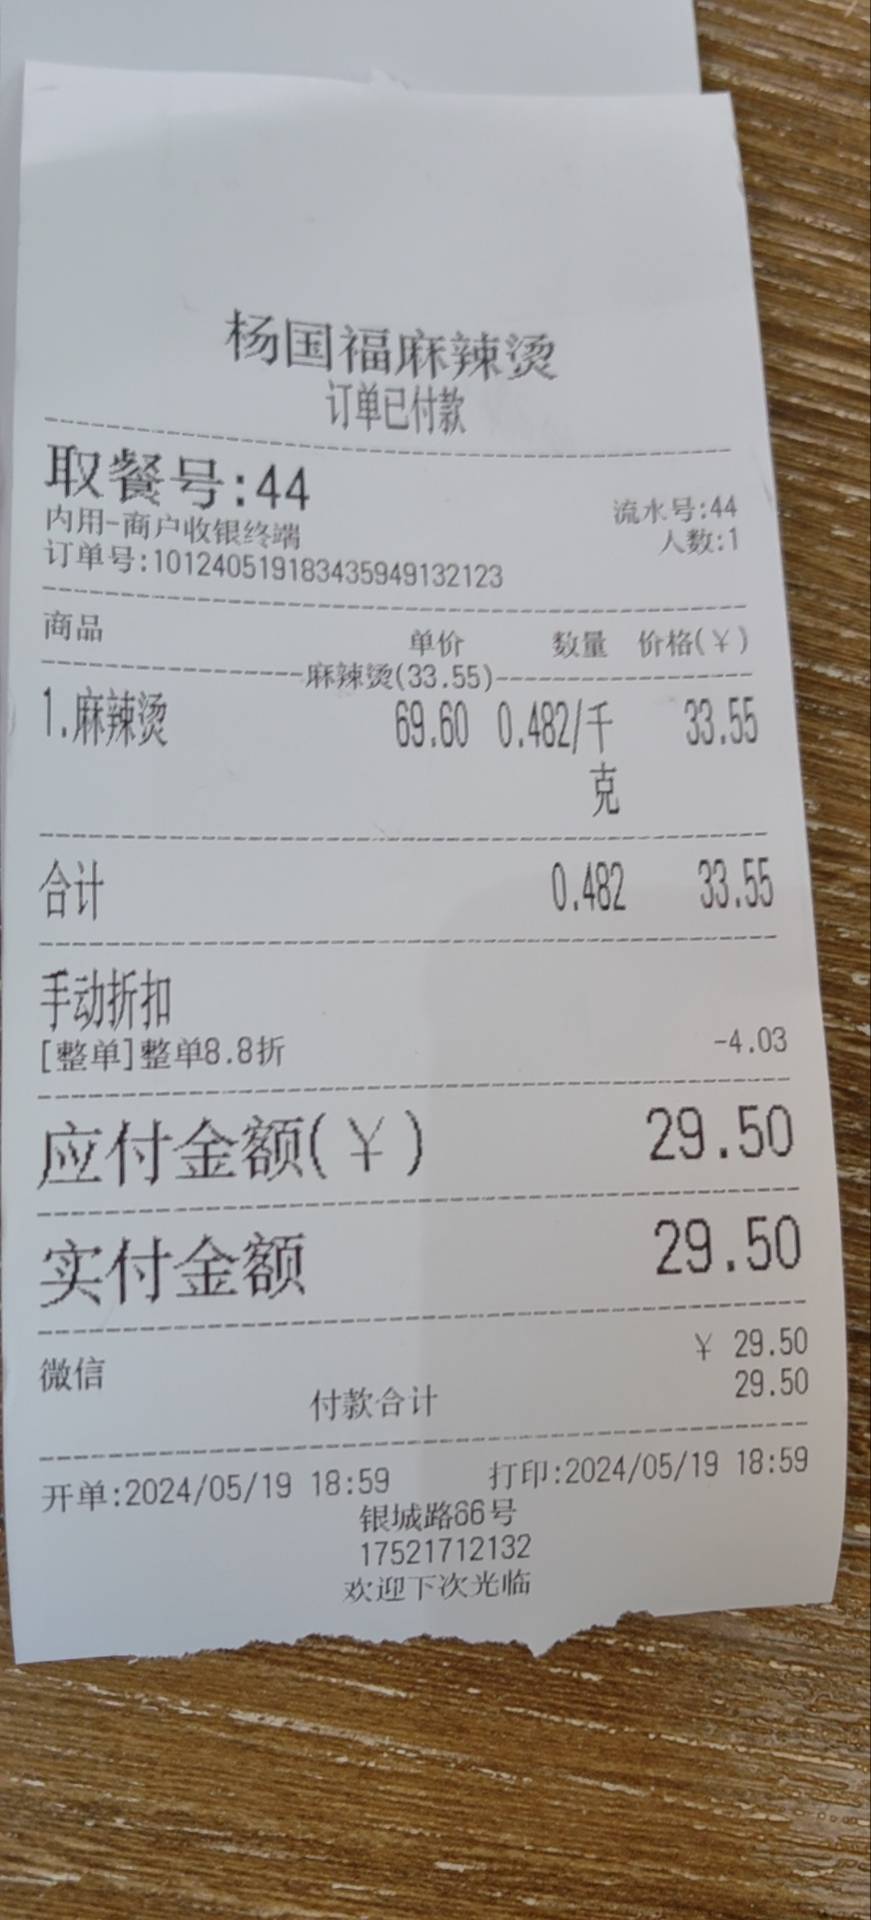 杨国福麻辣烫
订单已付款
取餐号:44
内用-商户收银终端 流水号:44
人数:1
订单号:101240519183435949132123
商品 单价 数量 价格(¥)
麻辣烫(33.55)
1.麻辣烫 69.60 0.482/千 33.55
克
合计 0.482 33.55
手动折扣
[整单]整单8.8折 -4.03
应付金额(¥) 29.50
实付金额 29.50
微信 ¥ 29.50
付款合计 29.50
开单:2024/05/19 18:59 打印:2024/05/19 18:59
银城路66号
17521712132
欢迎下次光临